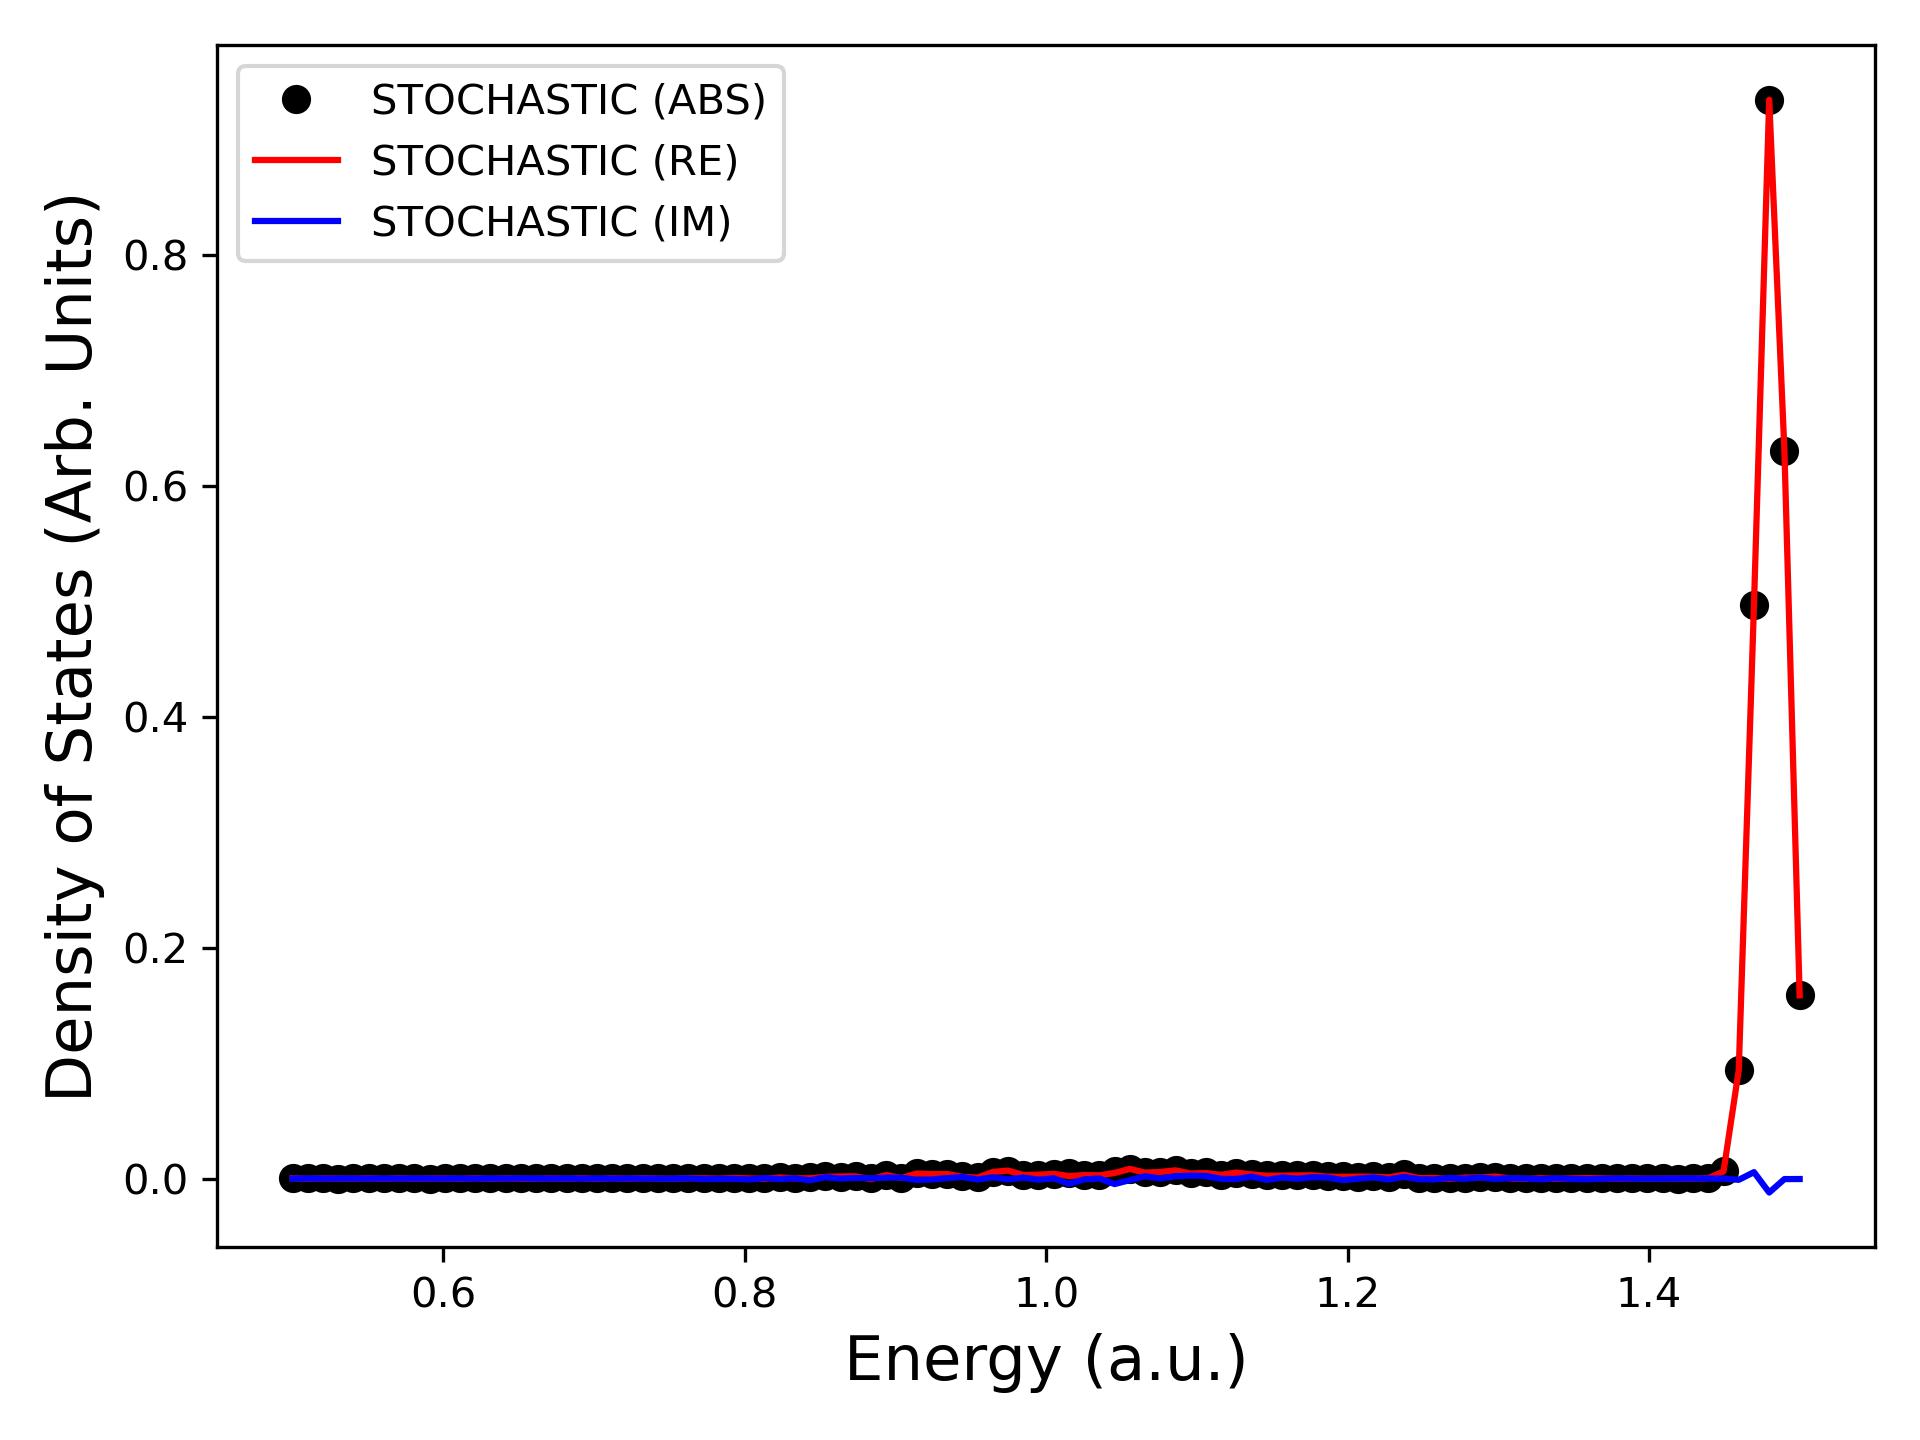 STOCHASTIC (ABS)
STOCHASTIC (RE)
STOCHASTIC (IM)
Density of States (Arb. Units)
0.8
0.6
0.4
0.2
0.0
0.6
0.8
1.0
1.2
1.4
Energy (a.u.)